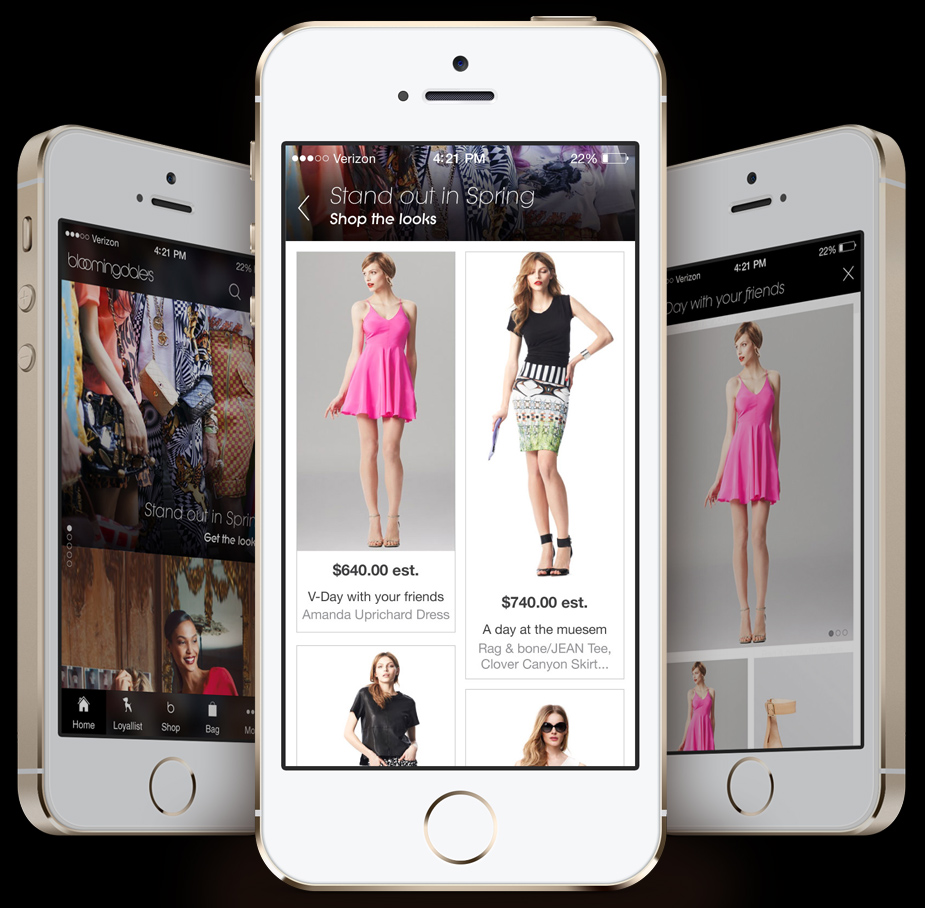 ●●●○○ Verizon
4:21 PM
22%
bloomingdale's
Stand out in Sprin
Get the look
Home
Loyallist
Shop
Bag
Mo
●●●○○ Verizon
4:21 PM
22%
Stand out in Spring
Shop the looks
$640.00 est.
V-Day with your friends
Amanda Uprichard Dress
$740.00 est.
A day at the muesem
Rag & bone/JEAN Tee,
Clover Canyon Skirt...
Verizon
4:21 PM
22%
Day with your friends